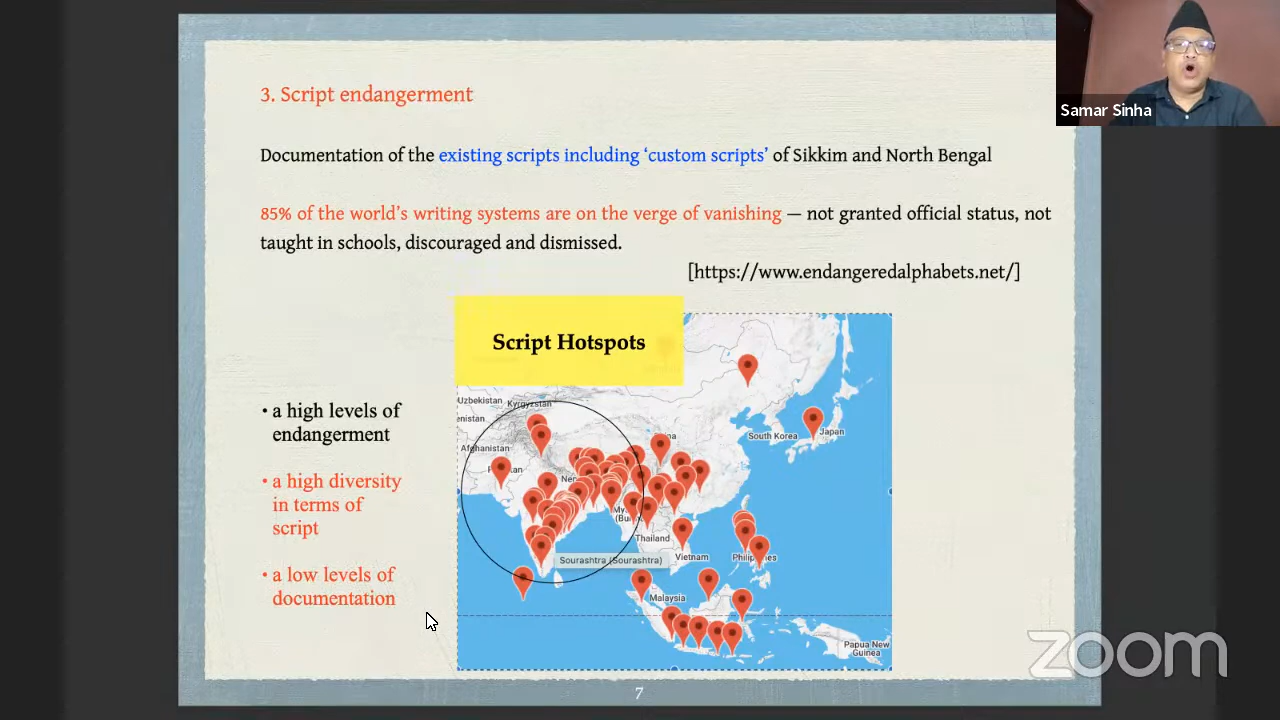 3. Script endangerment
Samar Sinha
Documentation of the existing scripts including ‘custom scripts’ of Sikkim and North Bengal
85% of the world’s writing systems are on the verge of vanishing — not granted official status, not
taught in schools, discouraged and dismissed.
[https://www.endangeredalphabets.net/]
Script Hotspots
• a high levels of
endangerment
• a high diversity
in terms of
script
• a low levels of
documentation
Uzbekistan
Kyrgyzstan
Afghanistan
South Korea
Japan
Thailand
Vietnam
Sourashtra (Sourashtra)
Malaysia
Papua New
Guinea
zoom
7